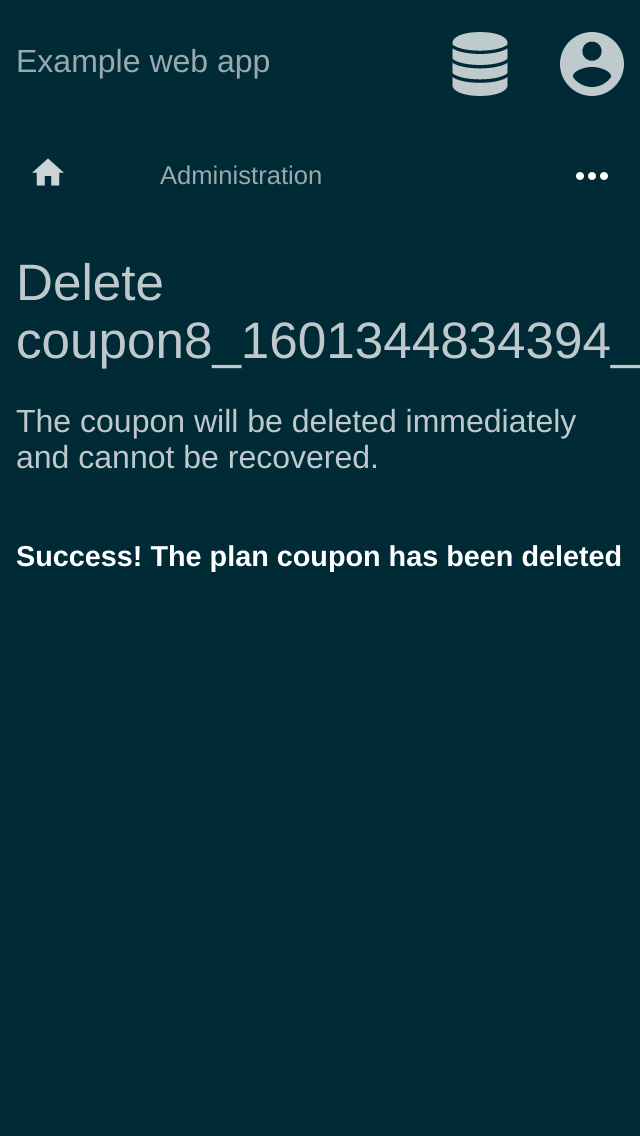 Example web app
Administration
Delete
coupon8_1601344834394_
The coupon will be deleted immediately
and cannot be recovered.
Success! The plan coupon has been deleted